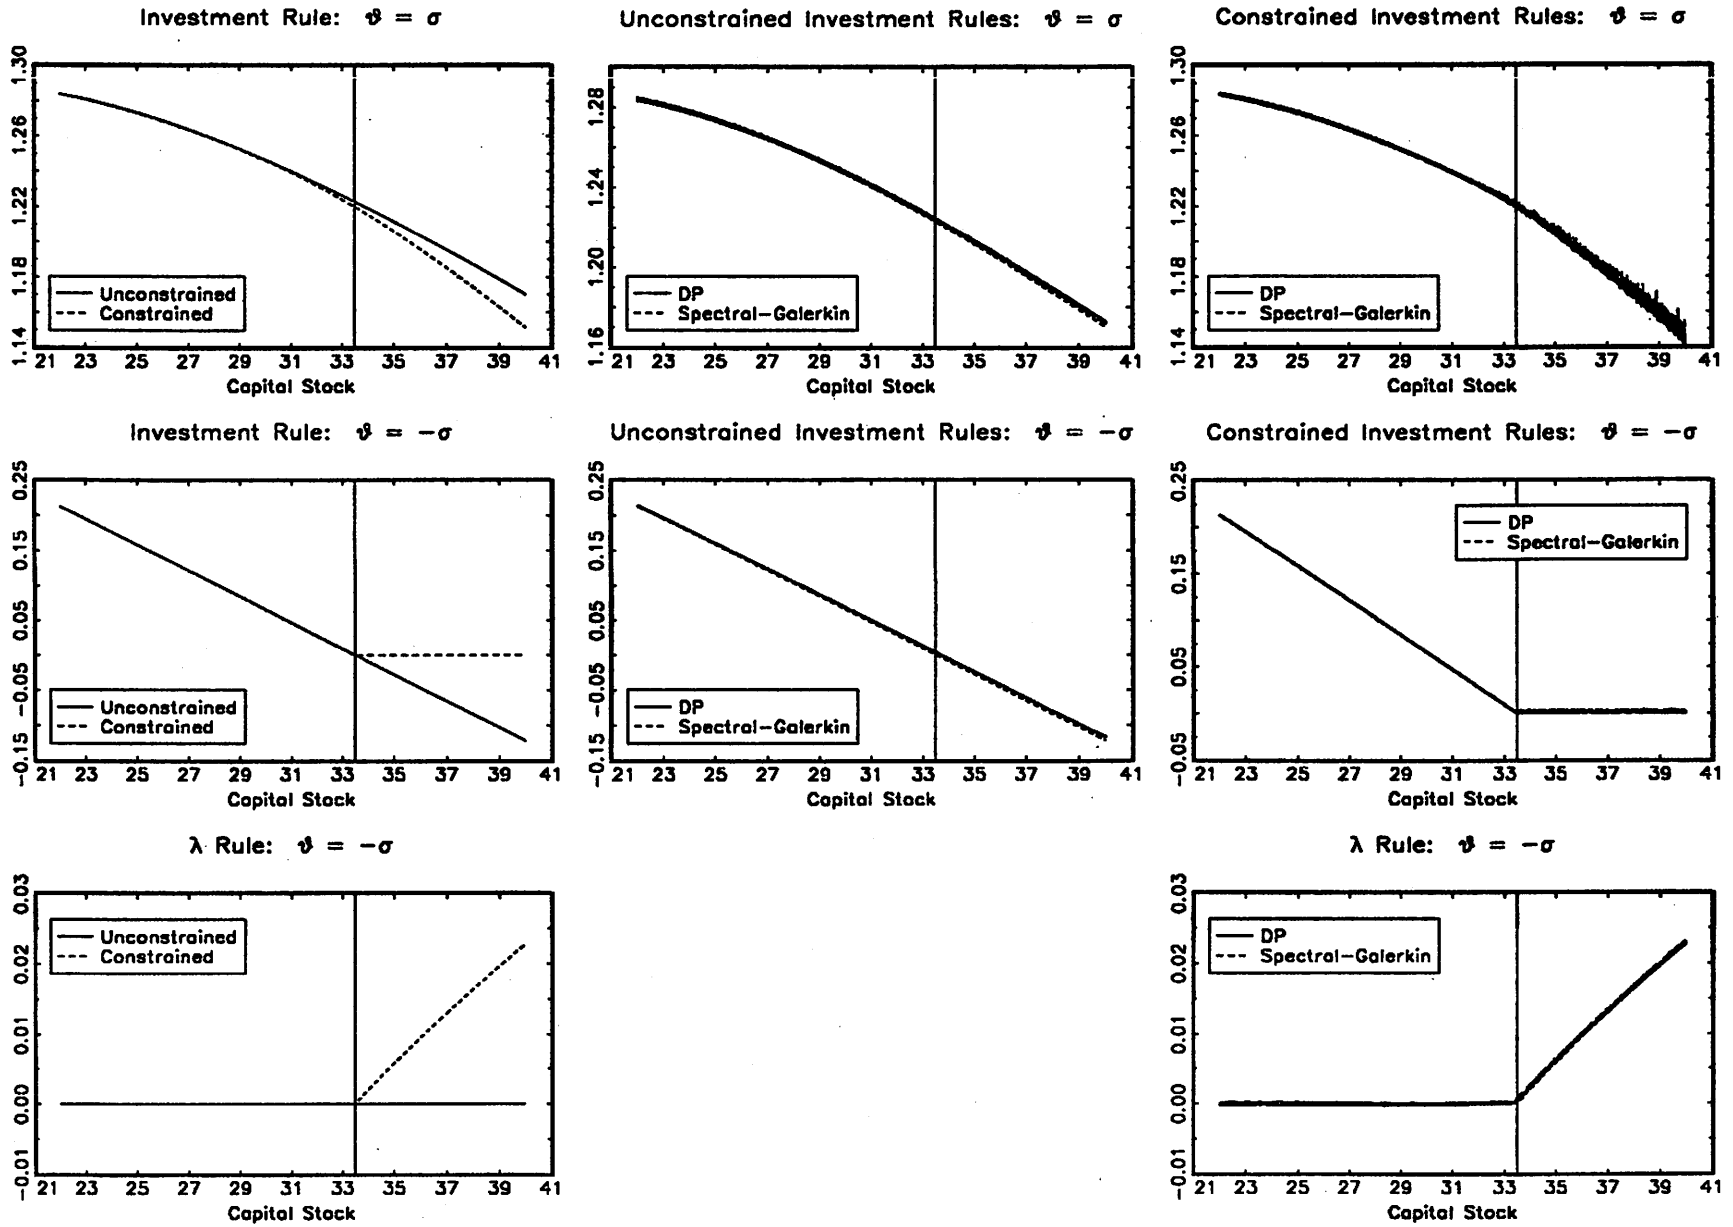 Investment Rule: ϑ = σ
1.30
1.26
1.22
1.18
1.14
Unconstrained
Constrained
21 23 25 27 29 31 33 35 37 39 41
Capital Stock
Unconstrained Investment Rules: ϑ = σ
1.28
1.24
1.20
1.16
DP
Spectral-Galerkin
21 23 25 27 29 31 33 35 37 39 41
Capital Stock
Constrained Investment Rules: ϑ = σ
1.30
1.26
1.22
1.18
1.14
DP
Spectral-Galerkin
21 23 25 27 29 31 33 35 37 39 41
Capital Stock
Investment Rule: ϑ = -σ
0.25
0.15
0.05
-0.05
-0.15
Unconstrained
Constrained
21 23 25 27 29 31 33 35 37 39 41
Capital Stock
Unconstrained Investment Rules: ϑ = -σ
0.25
0.15
0.05
-0.05
-0.15
DP
Spectral-Galerkin
21 23 25 27 29 31 33 35 37 39 41
Capital Stock
Constrained Investment Rules: ϑ = -σ
0.25
0.15
0.05
-0.05
DP
Spectral-Galerkin
21 23 25 27 29 31 33 35 37 39 41
Capital Stock
λ Rule: ϑ = -σ
0.03
0.02
0.01
0.00
-0.01
Unconstrained
Constrained
21 23 25 27 29 31 33 35 37 39 41
Capital Stock
λ Rule: ϑ = -σ
0.03
0.02
0.01
0.00
-0.01
DP
Spectral-Galerkin
21 23 25 27 29 31 33 35 37 39 41
Capital Stock